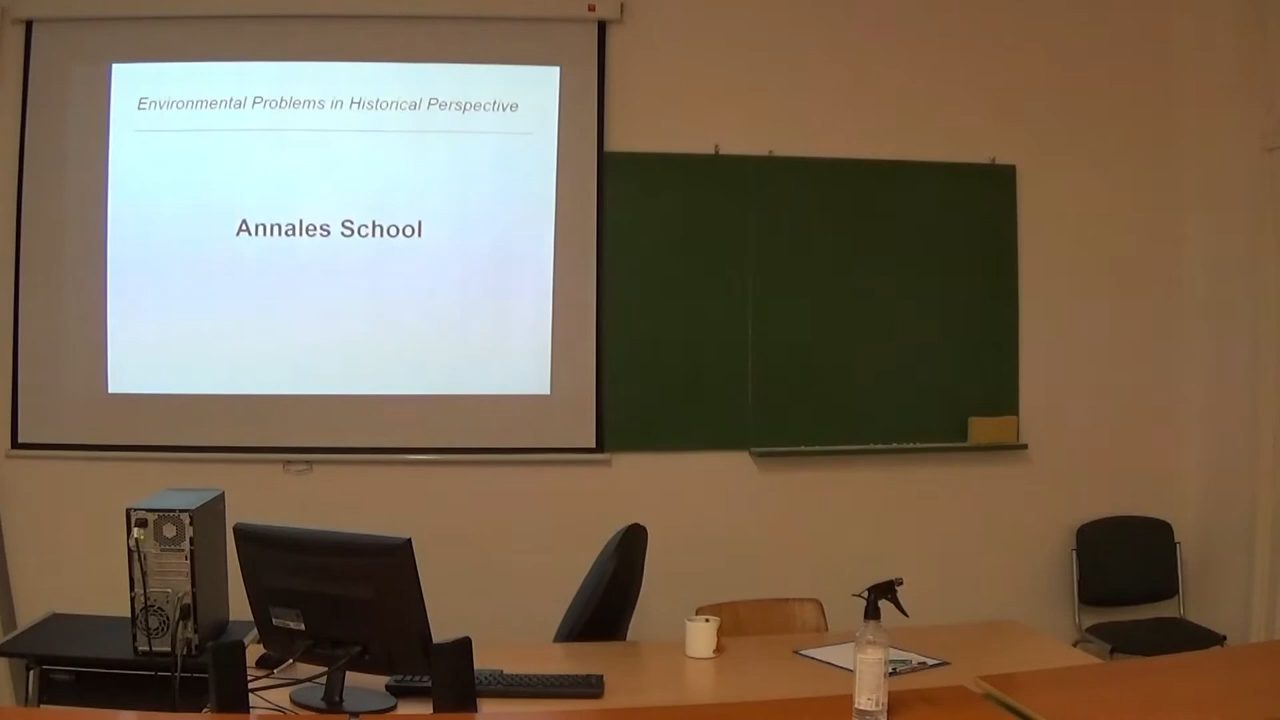 Environmental Problems in Historical Perspective
Annales School